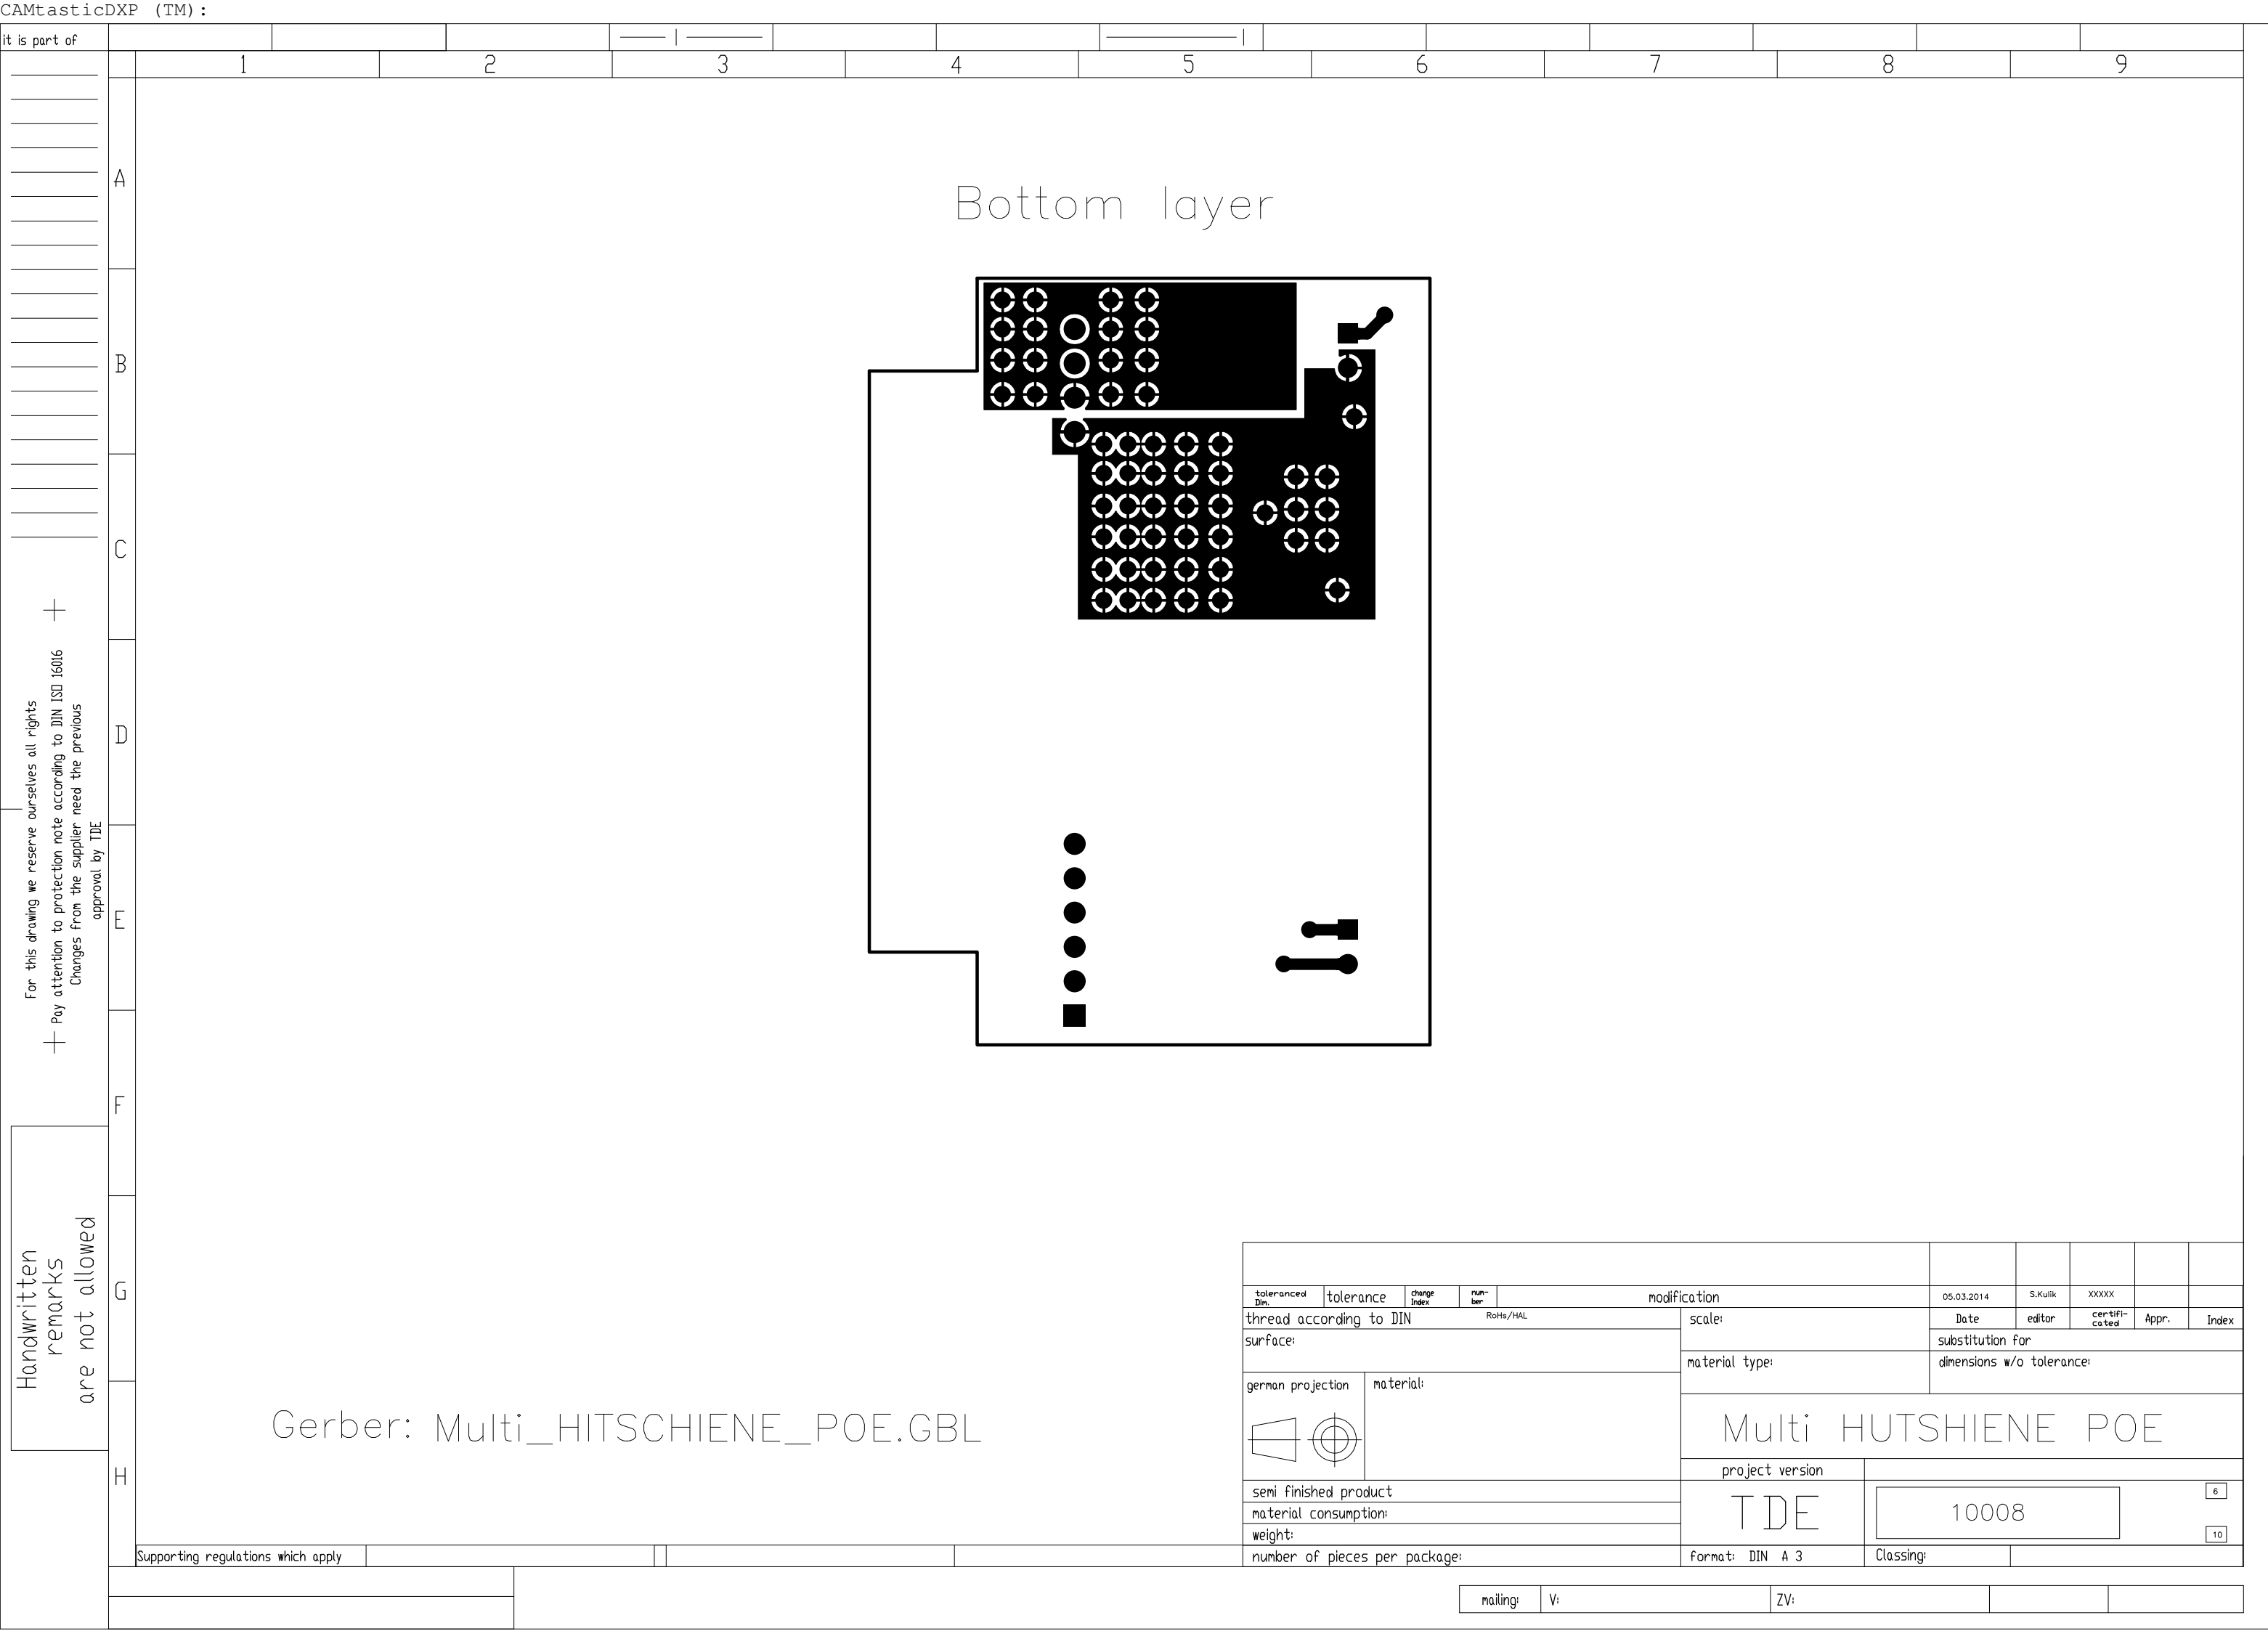 CAMtasticDXP (TM):
it is part of
1 2 3 4 5 6 7 8 9
A
B
C
D
E
F
G
H
Bottom layer
For this drawing we reserve ourselves all rights
Pay attention to protection note according to DIN ISO 16016
Changes from the supplier need the previous
approval by TDE
Handwritten
remarks
are not allowed
Gerber: Multi_HITSCHIENE_POE.GBL
toleranced
Dim.
tolerance
change
Index
num-
ber
modification
05.03.2014
S.Kulik
XXXXX
thread according to DIN
RoHs/HAL
scale:
Date
editor
certifi-
cated
Appr.
Index
surface:
substitution for
material type:
dimensions w/o tolerance:
german projection
material:
Multi HUTSHIENE POE
project version
semi finished product
TDE
10008
6
material consumption:
weight:
10
Supporting regulations which apply
number of pieces per package:
format: DIN A 3
Classing:
mailing:
V:
ZV: